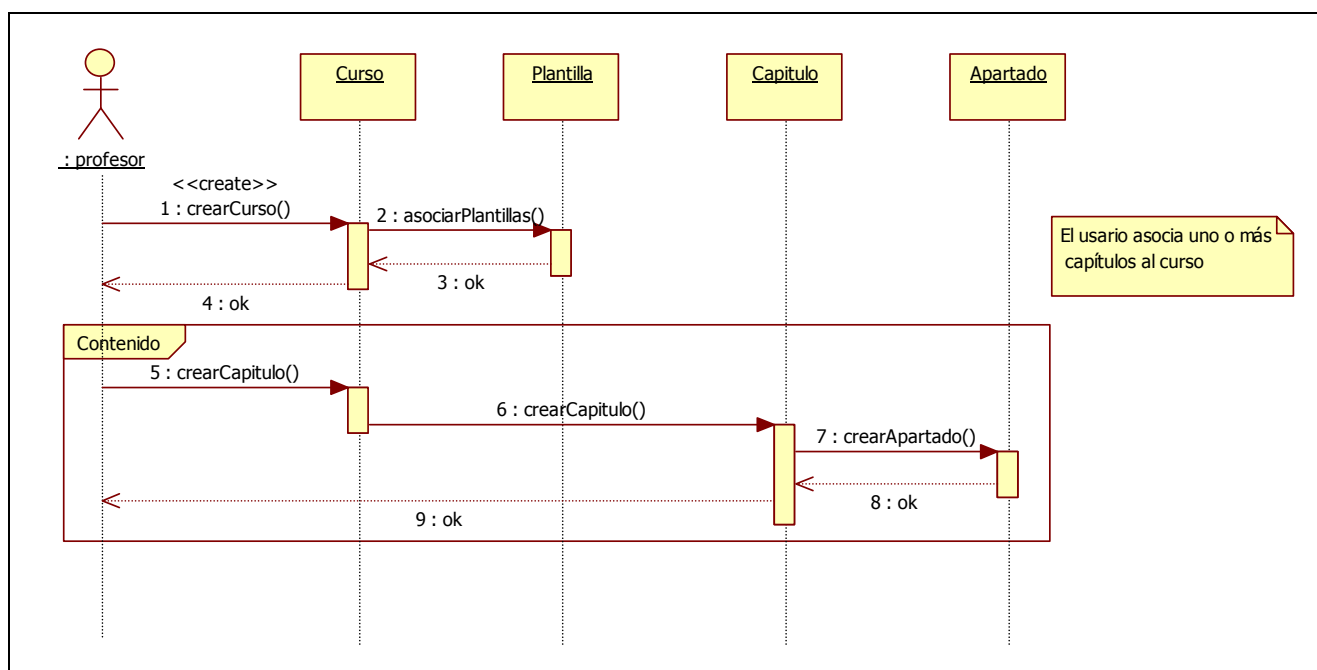 Curso
Plantilla
Capitulo
Apartado
: profesor
<<create>>
1 : crearCurso()
2 : asociarPlantillas()
3 : ok
4 : ok
El usario asocia uno o más
capítulos al curso
Contenido
5 : crearCapitulo()
6 : crearCapitulo()
7 : crearApartado()
8 : ok
9 : ok